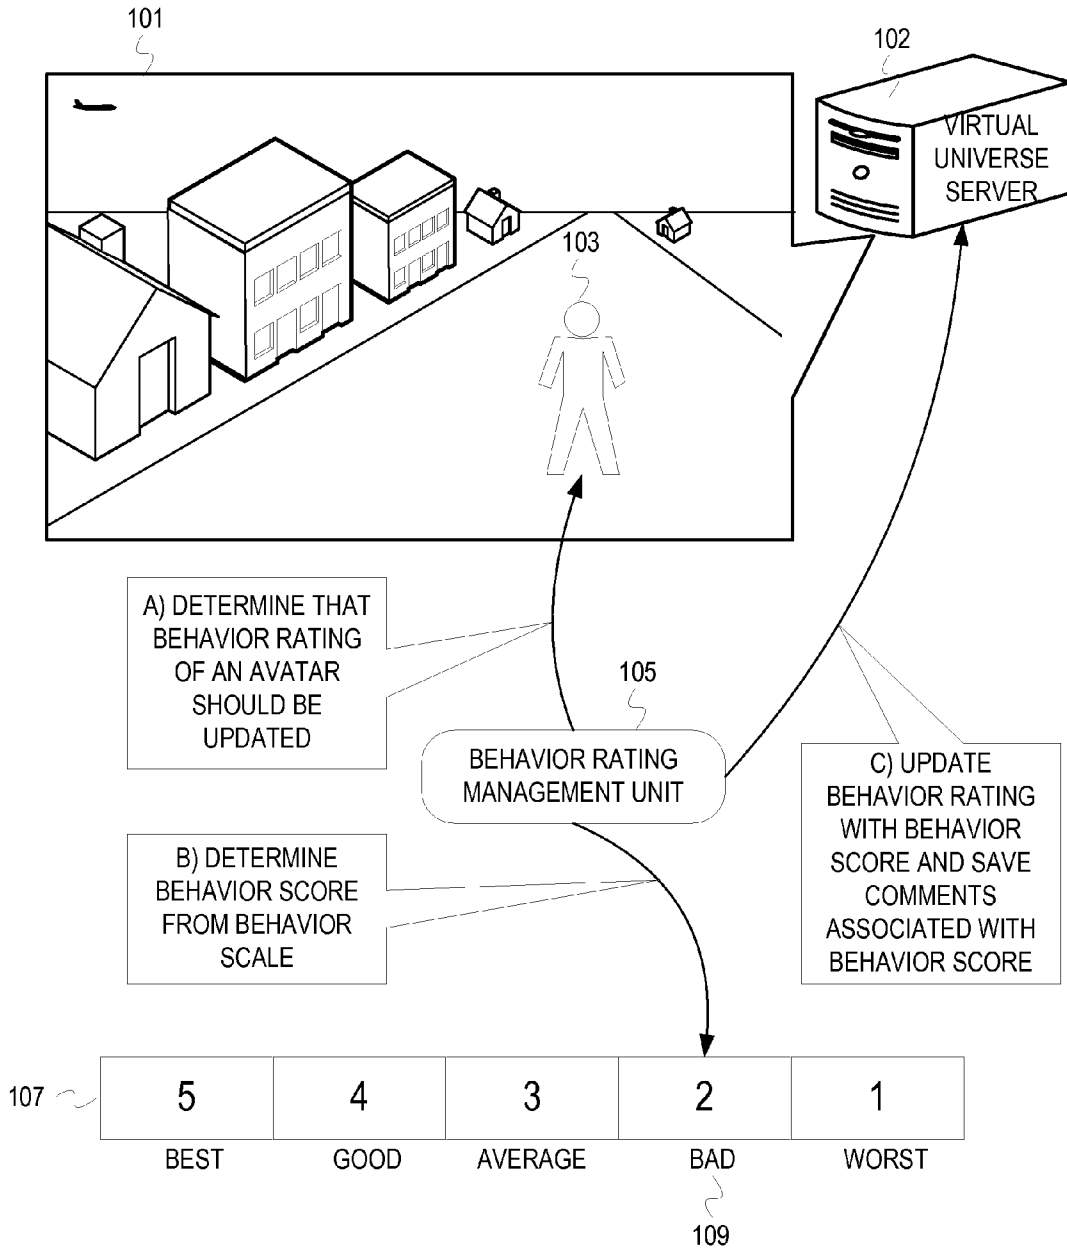 101
102
VIRTUAL
UNIVERSE
SERVER
103
A) DETERMINE THAT
BEHAVIOR RATING
OF AN AVATAR
SHOULD BE
UPDATED
105
BEHAVIOR RATING
MANAGEMENT UNIT
C) UPDATE
BEHAVIOR RATING
WITH BEHAVIOR
SCORE AND SAVE
COMMENTS
ASSOCIATED WITH
BEHAVIOR SCORE
B) DETERMINE
BEHAVIOR SCORE
FROM BEHAVIOR
SCALE
107
5 4 3 2 1
BEST GOOD AVERAGE BAD WORST
109